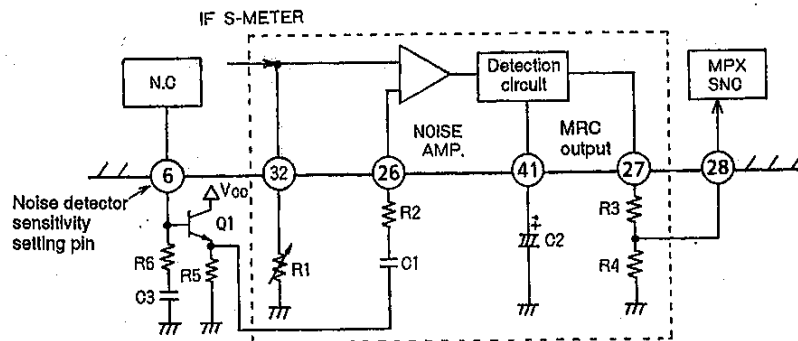 IF S-METER
N.C
Detection
circuit
MPX
SNC
NOISE
AMP.
MRC
output
6
32
26
41
27
28
Noise detector
sensitivity
setting pin
VCC
Q1
R6
C3
R5
R1
R2
C1
+
C2
R3
R4